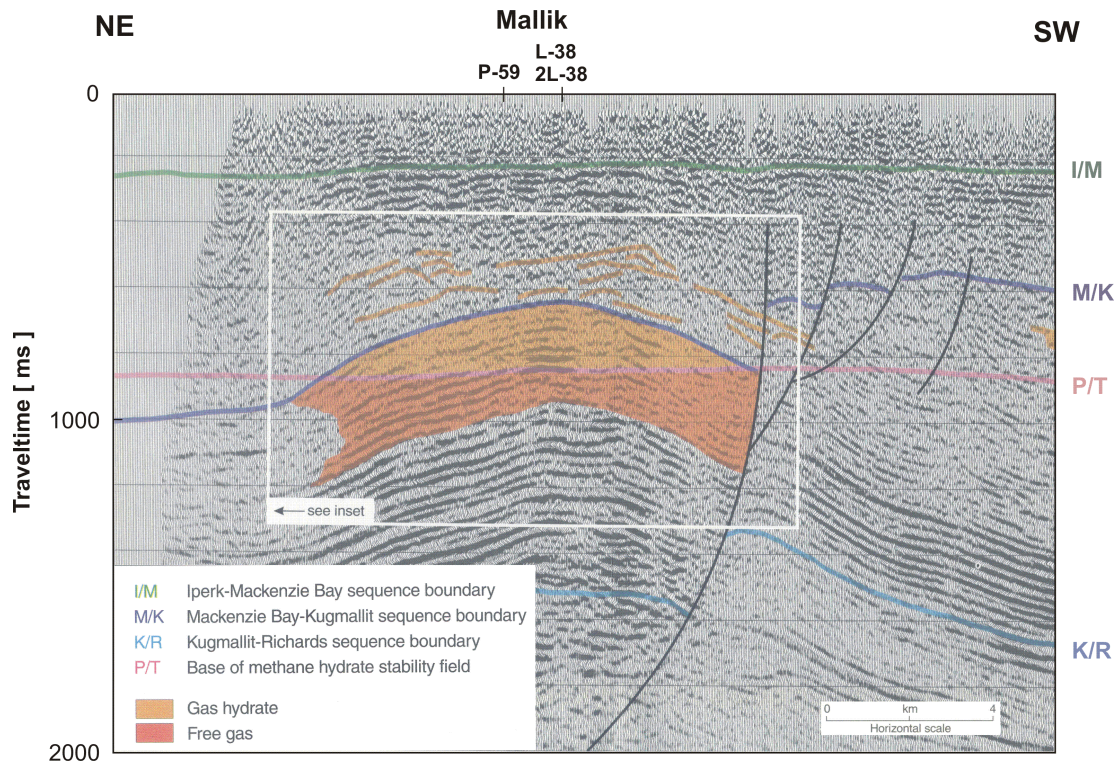 NE
Mallik
SW
L-38
P-59 2L-38
0
I/M
M/K
Traveltime [ ms ]
P/T
1000
see inset
I/M Iperk-Mackenzie Bay sequence boundary
M/K Mackenzie Bay-Kugmallit sequence boundary
K/R Kugmallit-Richards sequence boundary
P/T Base of methane hydrate stability field
K/R
Gas hydrate
Free gas
0 km 4
Horizontal scale
2000